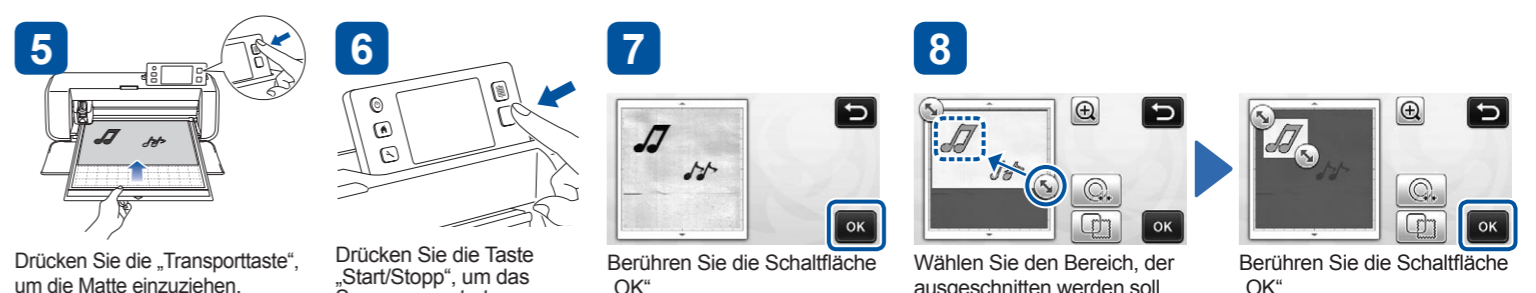 5
6
7
8
OK
OK
OK
Drücken Sie die „Transporttaste“,
um die Matte einzuziehen.
Drücken Sie die Taste
„Start/Stopp“, um das
Berühren Sie die Schaltfläche
„OK“
Wählen Sie den Bereich, der
ausgeschnitten werden soll
Berühren Sie die Schaltfläche
„OK“